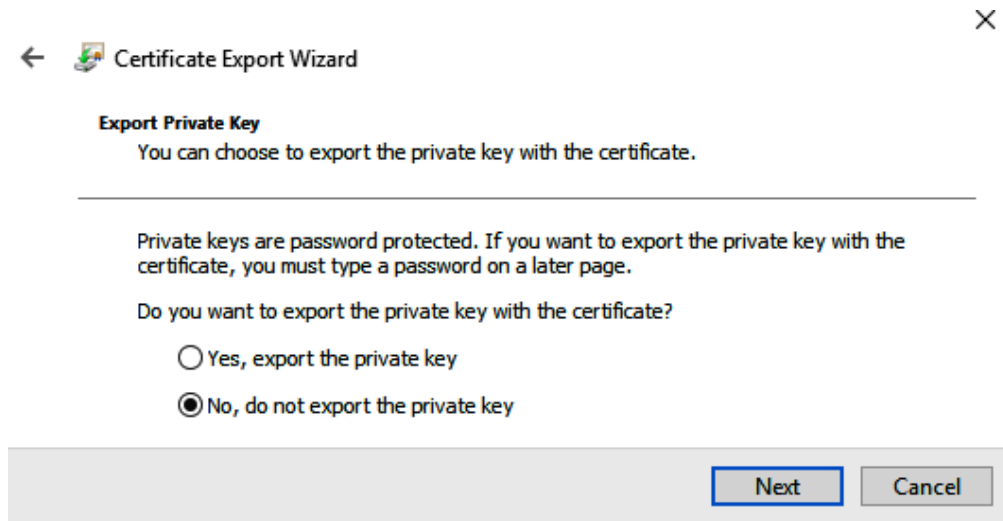 Certificate Export Wizard
Export Private Key
You can choose to export the private key with the certificate.
Private keys are password protected. If you want to export the private key with the
certificate, you must type a password on a later page.
Do you want to export the private key with the certificate?
Yes, export the private key
No, do not export the private key
Next
Cancel